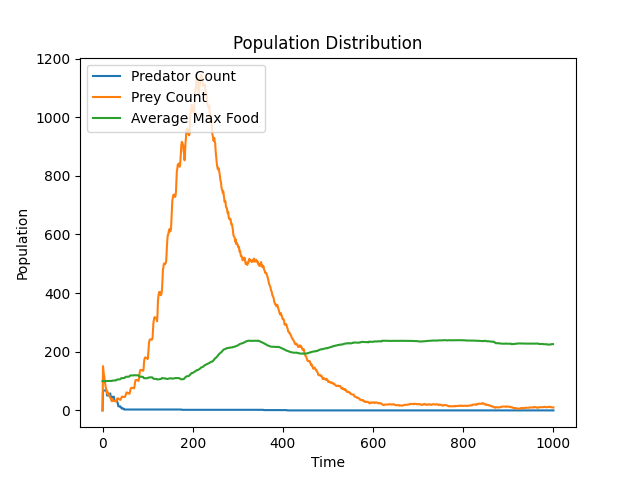 Population Distribution
Predator Count
Prey Count
Average Max Food
1200
1000
800
600
400
200
0
Population
0 200 400 600 800 1000
Time